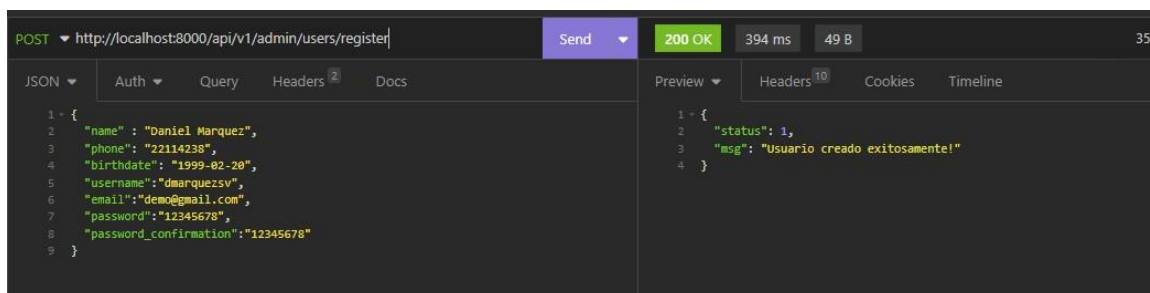 POST http://localhost:8000/api/v1/admin/users/register Send 200 OK 394 ms 49 B 35
JSON Auth Query Headers 2 Docs Preview Headers 10 Cookies Timeline
1 {
2 "name" : "Daniel Marquez",
3 "phone": "22114238",
4 "birthdate": "1999-02-20",
5 "username":"dmarquezsv",
6 "email":"demo@gmail.com",
7 "password":"12345678",
8 "password_confirmation":"12345678"
9 }
1 {
2 "status": 1,
3 "msg": "Usuario creado exitosamente!"
4 }